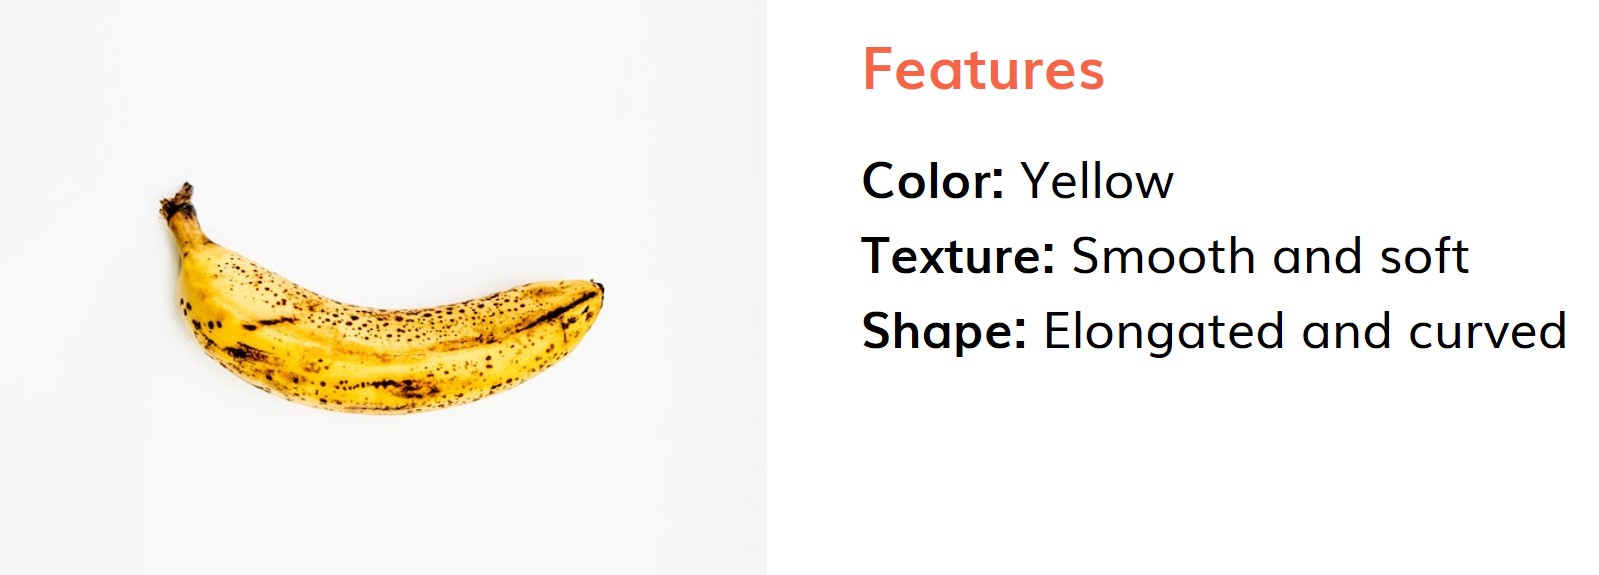 Features
Color: Yellow
Texture: Smooth and soft
Shape: Elongated and curved